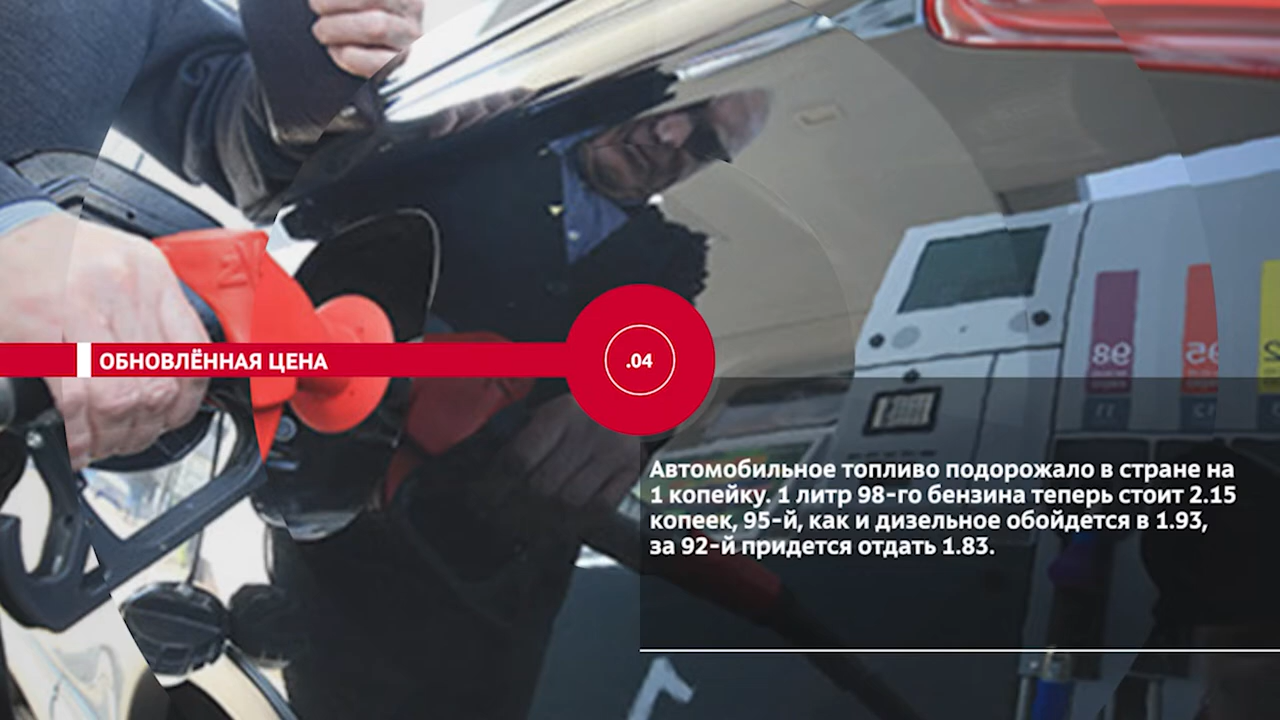 ОБНОВЛЁННАЯ ЦЕНА
.04
98
95
Автомобильное топливо подорожало в стране на
1 копейку. 1 литр 98-го бензина теперь стоит 2.15
копеек, 95-й, как и дизельное обойдется в 1.93,
за 92-й придется отдать 1.83.